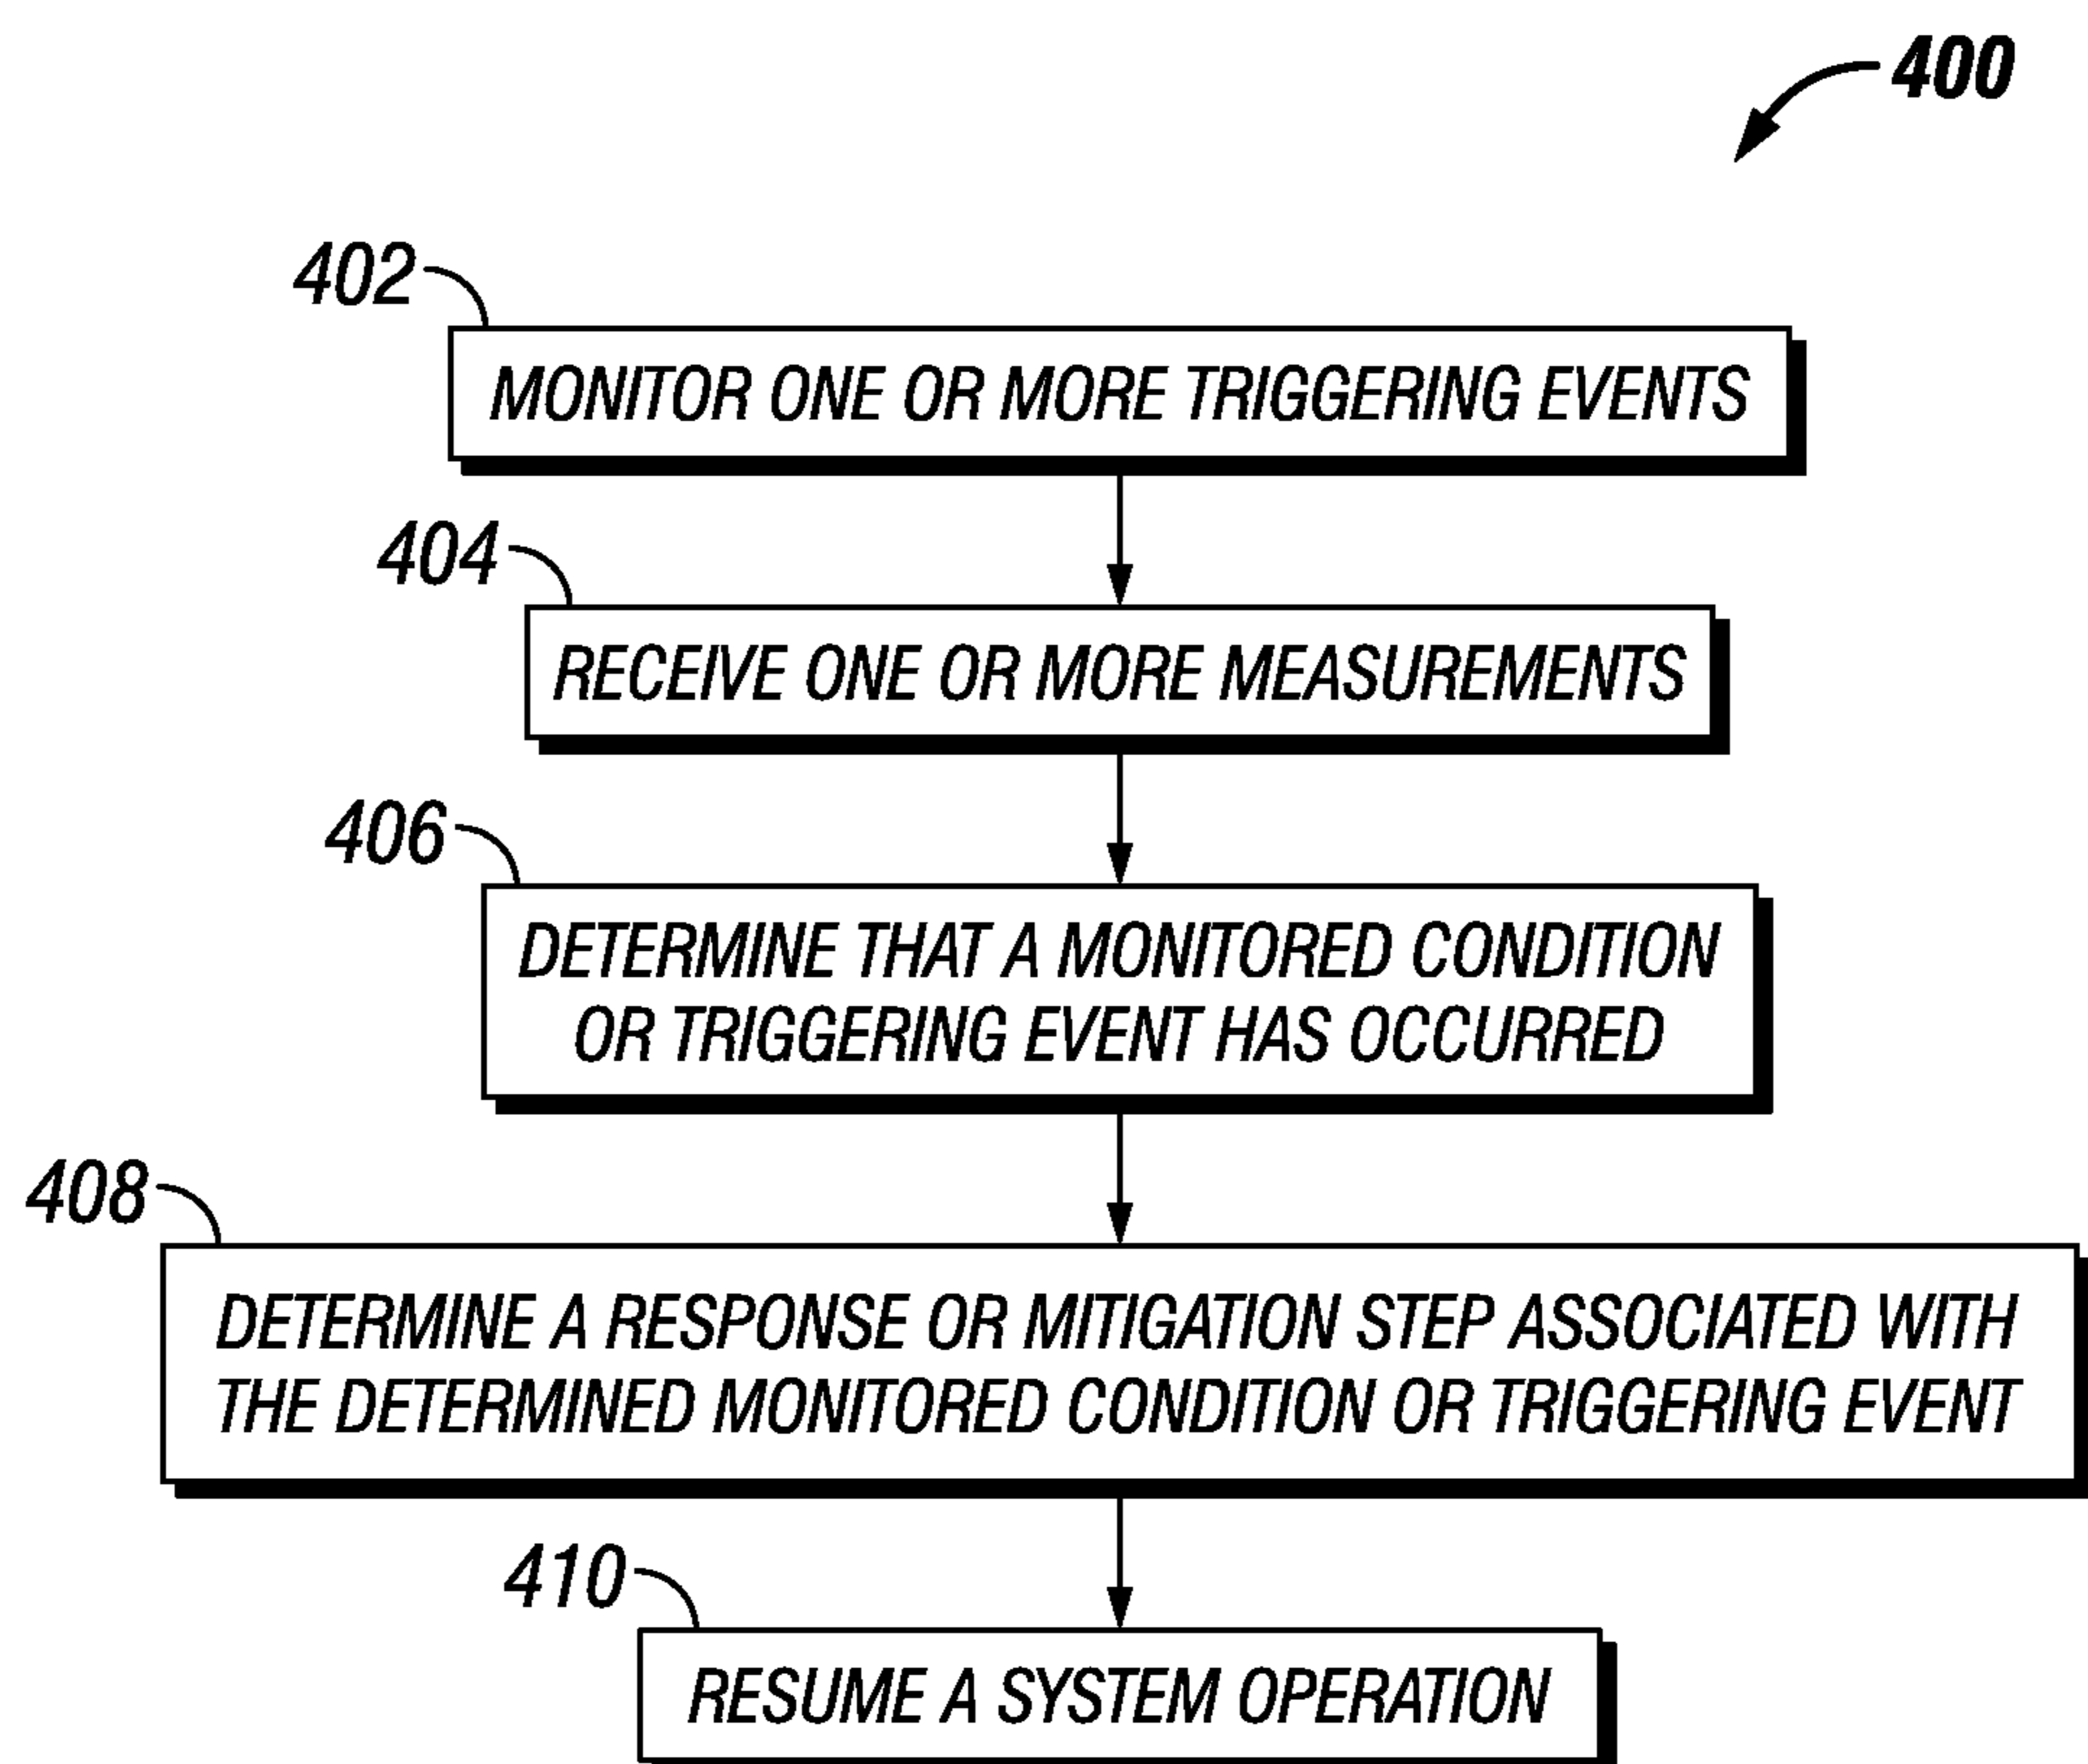 400
402
MONITOR ONE OR MORE TRIGGERING EVENTS
404
RECEIVE ONE OR MORE MEASUREMENTS
406
DETERMINE THAT A MONITORED CONDITION
OR TRIGGERING EVENT HAS OCCURRED
408
DETERMINE A RESPONSE OR MITIGATION STEP ASSOCIATED WITH
THE DETERMINED MONITORED CONDITION OR TRIGGERING EVENT
410
RESUME A SYSTEM OPERATION